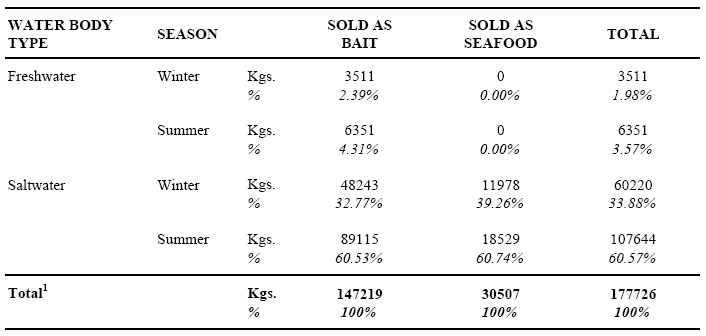 WATER BODY TYPE SEASON SOLD AS BAIT SOLD AS SEAFOOD TOTAL
Freshwater Winter Kgs. 3511 0 3511
% 2.39% 0.00% 1.98%
Summer Kgs. 6351 0 6351
% 4.31% 0.00% 3.57%
Saltwater Winter Kgs. 48243 11978 60220
% 32.77% 39.26% 33.88%
Summer Kgs. 89115 18529 107644
% 60.53% 60.74% 60.57%
Total1 Kgs. 147219 30507 177726
% 100% 100% 100%